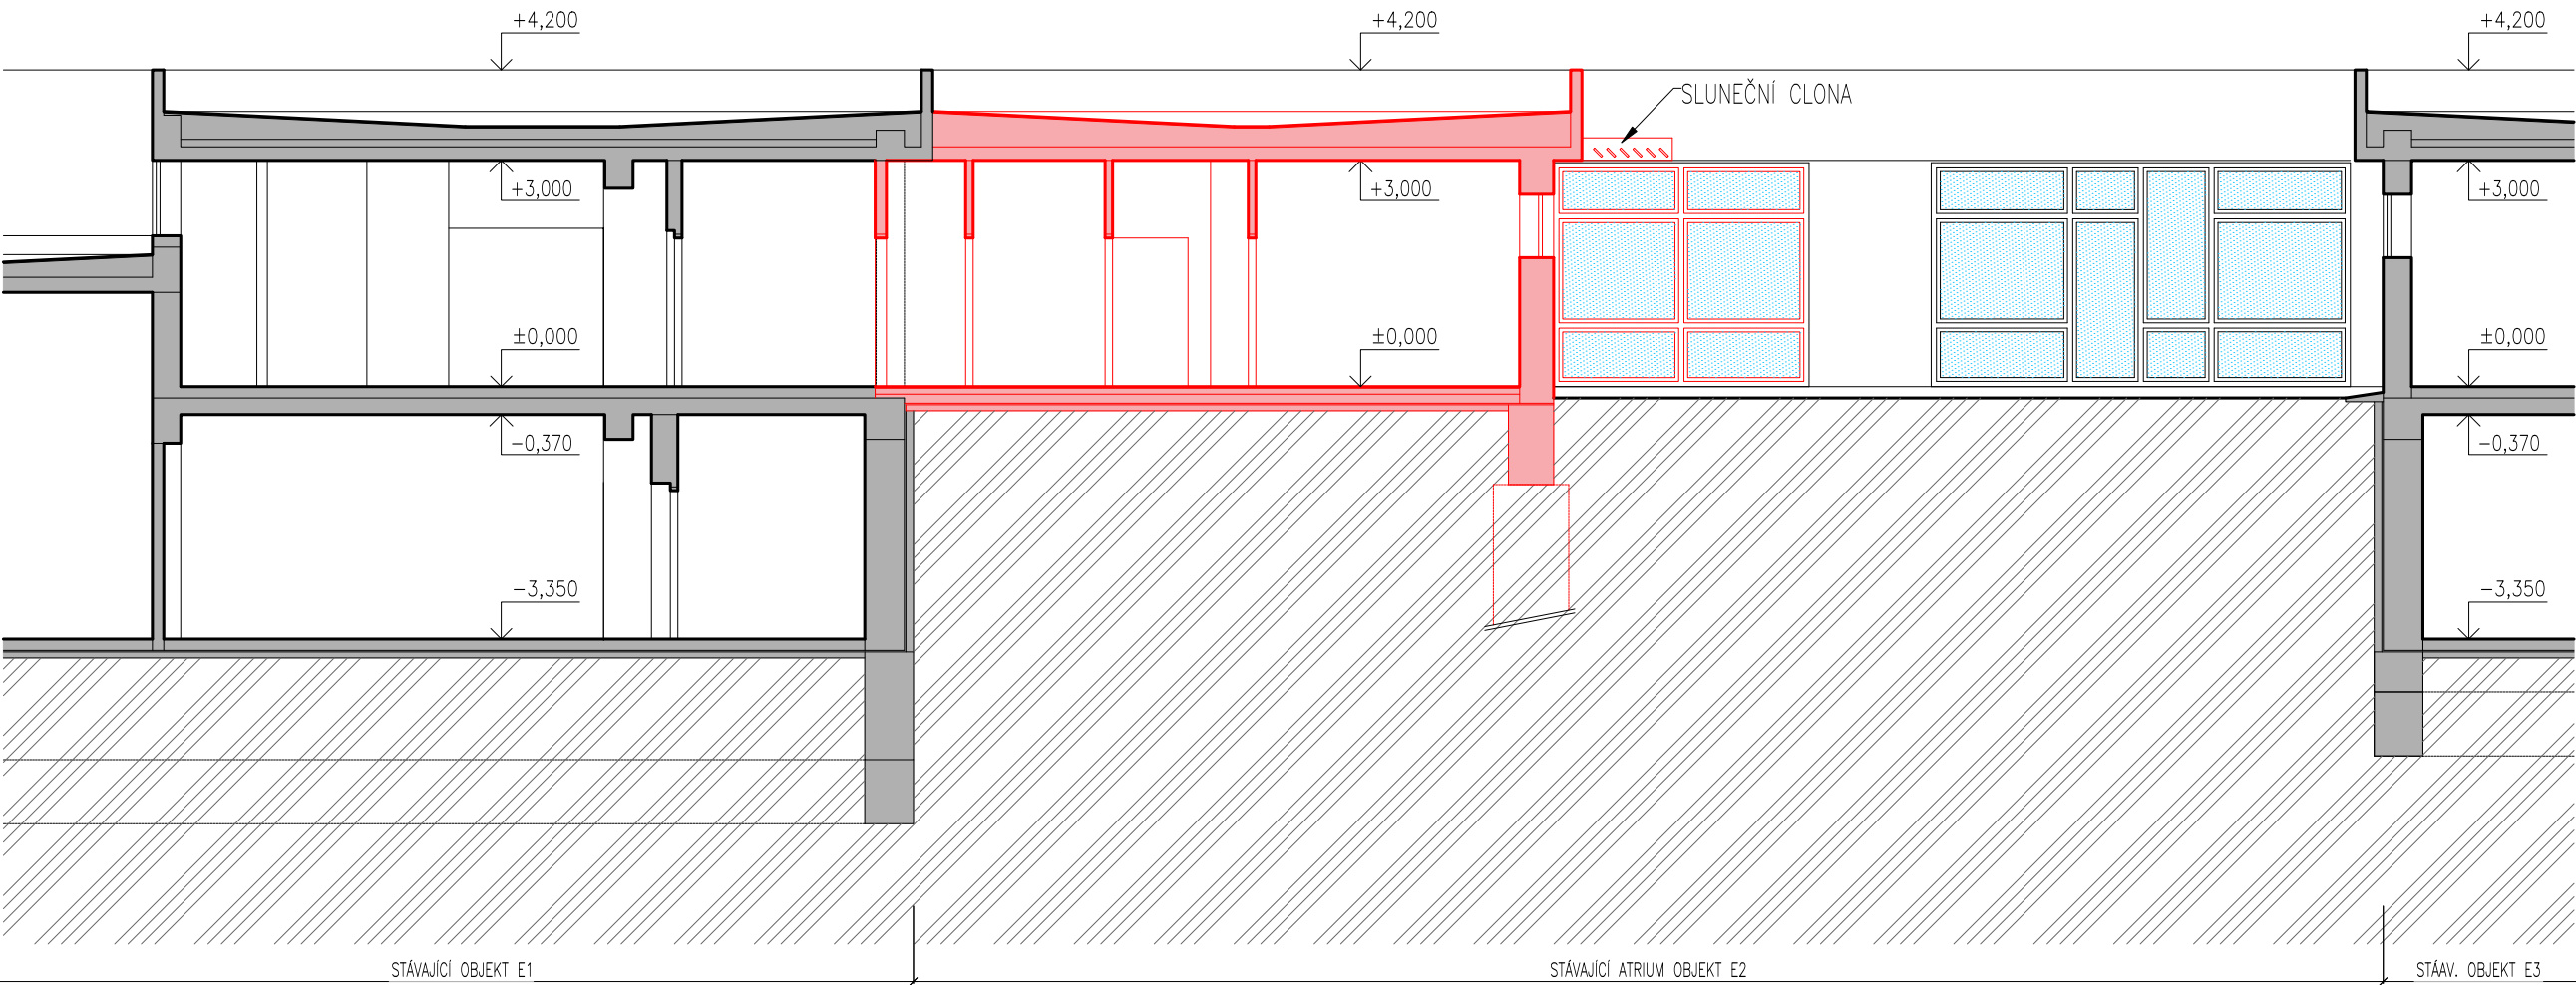 +4,200 +4,200 +4,200
SLUNEČNÍ CLONA
+3,000 +3,000 +3,000
±0,000 ±0,000 ±0,000
-0,370 -0,370
-3,350 -3,350
STÁVAJÍCÍ OBJEKT E1 STÁVAJÍCÍ ATRIUM OBJEKT E2 STÁAV. OBJEKT E3